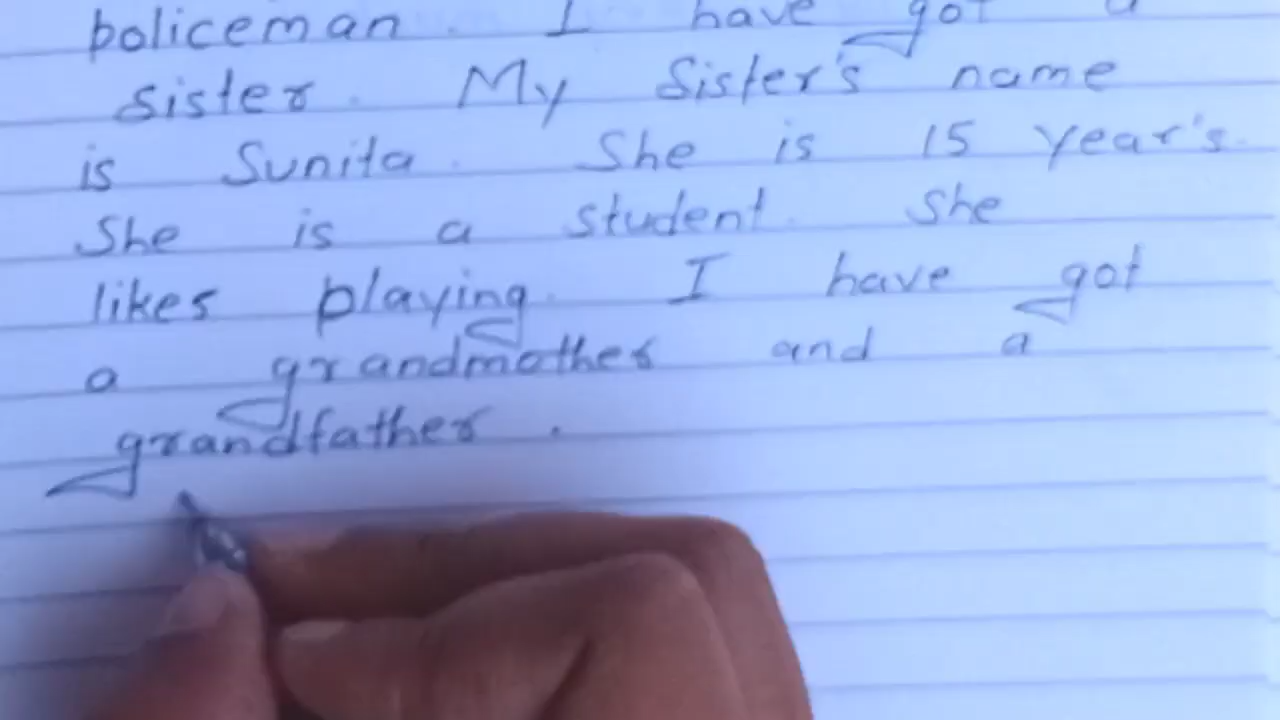 policeman. I have got a
sister. My Sister's name
is Sunita. She is 15 year's.
She is a student. She
likes playing. I have got
a grandmother and a
grandfather.